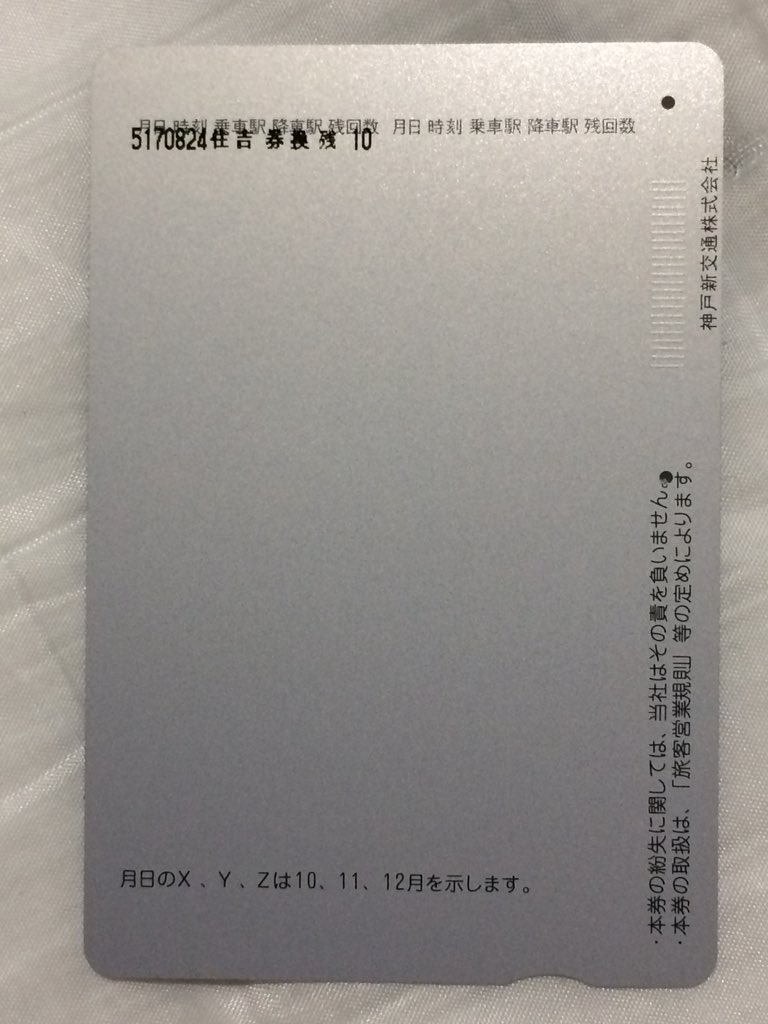 月日 時刻 乗車駅 降車駅 残回数 月日 時刻 乗車駅 降車駅 残回数
5170824住吉 券換 残 10
神戸新交通株式会社
・本券の紛失に関しては、当社はその責を負いません。
・本券の取扱は、「旅客営業規則」等の定めによります。
月日のX、Y、Zは10、11、12月を示します。